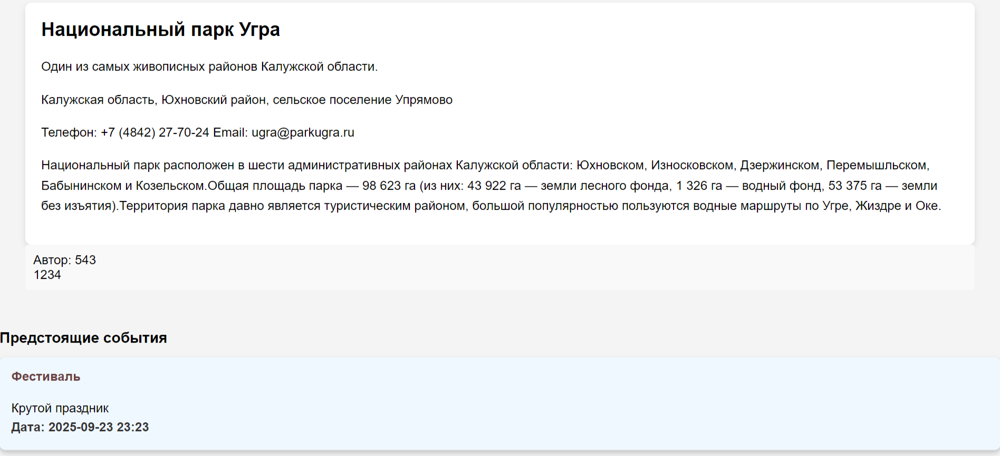 Национальный парк Угра
Один из самых живописных районов Калужской области.
Калужская область, Юхновский район, сельское поселение Упрямово
Телефон: +7 (4842) 27-70-24 Email: ugra@parkugra.ru
Национальный парк расположен в шести административных районах Калужской области: Юхновском, Износковском, Дзержинском, Перемышльском,
Бабынинском и Козельском.Общая площадь парка — 98 623 га (из них: 43 922 га — земли лесного фонда, 1 326 га — водный фонд, 53 375 га — земли
без изъятия).Территория парка давно является туристическим районом, большой популярностью пользуются водные маршруты по Угре, Жиздре и Оке.
Автор: 543
1234
Предстоящие события
Фестиваль
Крутой праздник
Дата: 2025-09-23 23:23